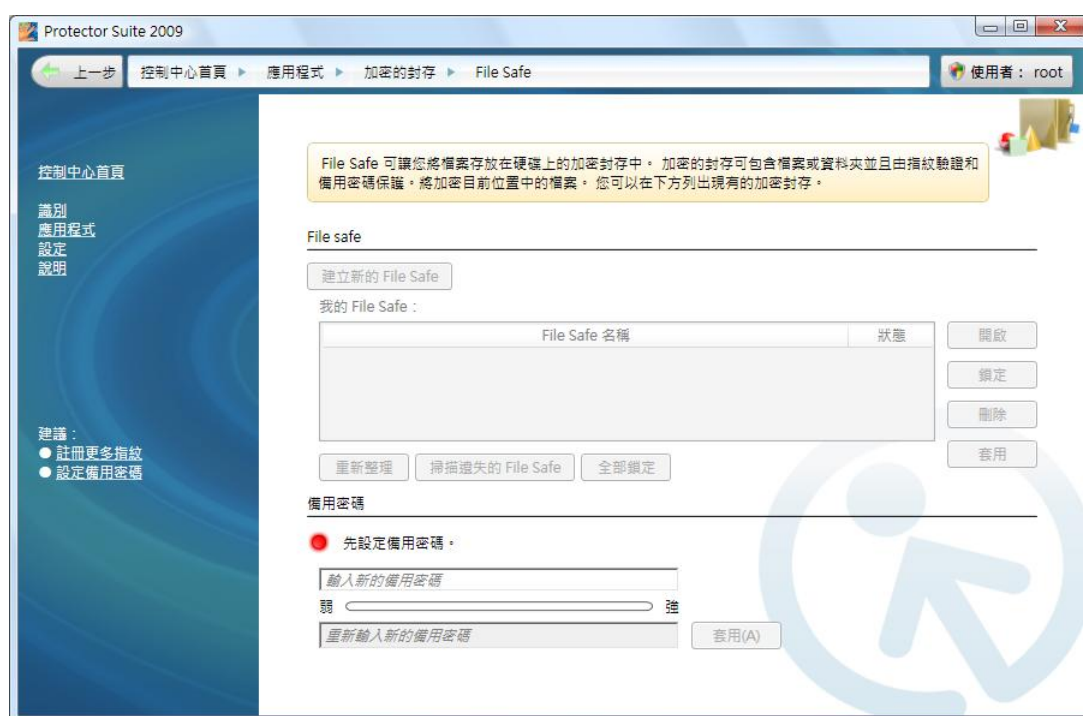 Protector Suite 2009
上一步 控制中心首頁 應用程式 加密的封存 File Safe 使用者： root
控制中心首頁
識別
應用程式
設定
說明
建議：
註冊更多指紋
設定備用密碼
File Safe 可讓您將檔案存放在硬碟上的加密封存中。 加密的封存可包含檔案或資料夾並且由指紋驗證和
備用密碼保護。將加密目前位置中的檔案。 您可以在下方列出現有的加密封存。
File safe
建立新的 File Safe
我的 File Safe：
File Safe 名稱 狀態
開啟
鎖定
刪除
套用
重新整理 掃描遺失的 File Safe 全部鎖定
備用密碼
先設定備用密碼。
輸入新的備用密碼
弱 強
重新輸入新的備用密碼 套用(A)